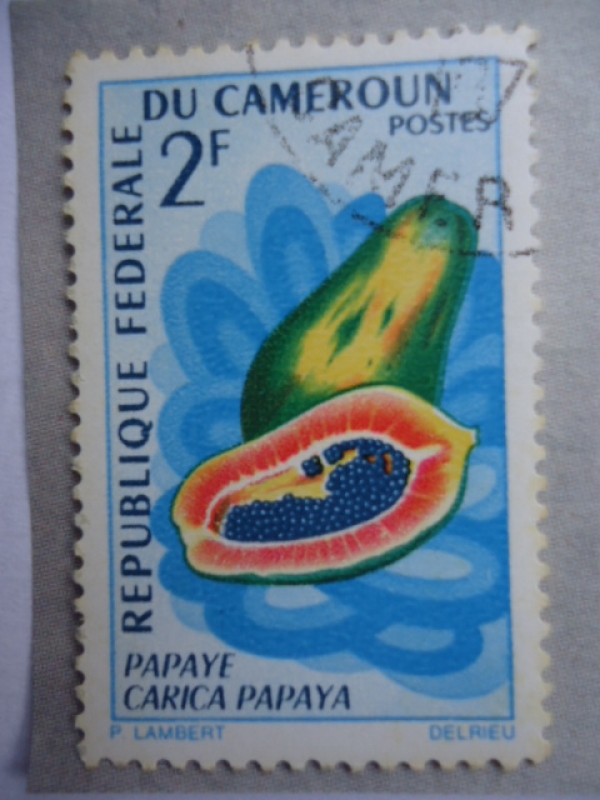 REPUBLIQUE FEDERALE
DU CAMEROUN
POSTES
2F
PAPAYE
CARICA PAPAYA
P. LAMBERT
DELRIEU